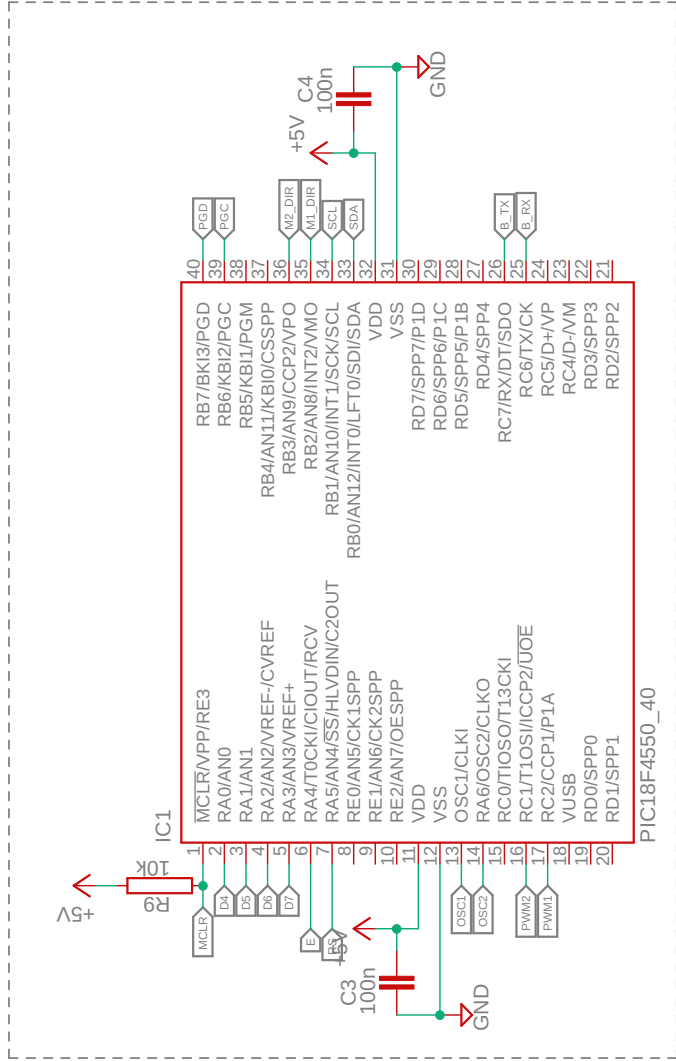 GND
C4
100n
+5V
PGD
PGC
M2_DIR
M1_DIR
SCL
SDA
B_TX
B_RX
40
39
38
37
36
35
34
33
32
31
30
29
28
27
26
25
24
23
22
21
RB7/BKI3/PGD
RB6/KBI2/PGC
RB5/KBI1/PGM
RB4/AN11/KBI0/CSSPP
RB3/AN9/CCP2/VPO
RB2/AN8/INT2/VMO
RB1/AN10/INT1/SCK/SCL
RB0/AN12/INT0/LFT0/SDI/SDA
VDD
VSS
RD7/SPP7/P1D
RD6/SPP6/P1C
RD5/SPP5/P1B
RD4/SPP4
RC7/RX/DT/SDO
RC6/TX/CK
RC5/D+/VP
RC4/D-/VM
RD3/SPP3
RD2/SPP2
MCLR/VPP/RE3
RA0/AN0
RA1/AN1
RA2/AN2/VREF-/CVREF
RA3/AN3/VREF+
RA4/T0CKI/CIOUT/RCV
RA5/AN4/SS/HLVDIN/C2OUT
RE0/AN5/CK1SPP
RE1/AN6/CK2SPP
RE2/AN7/OESPP
VDD
VSS
OSC1/CLKI
RA6/OSC2/CLKO
RC0/TIOSO/T13CKI
RC1/T1OSI/ICCP2/UOE
RC2/CCP1/P1A
VUSB
RD0/SPP0
RD1/SPP1
IC1
PIC18F4550_40
1
2
3
4
5
6
7
8
9
10
11
12
13
14
15
16
17
18
19
20
10k
R9
+5V
MCLR
D4
D5
D6
D7
E
RS
+5V
OSC1
OSC2
PWM2
PWM1
C3
100n
GND